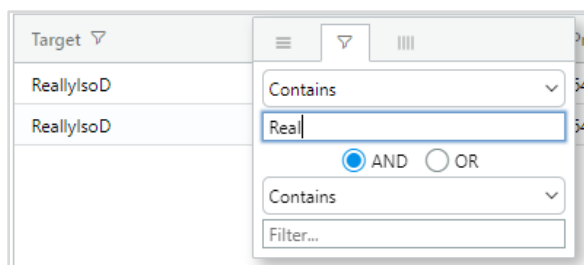 Target
ReallyIsoD
ReallyIsoD
Contains
Real
AND OR
Contains
Filter...